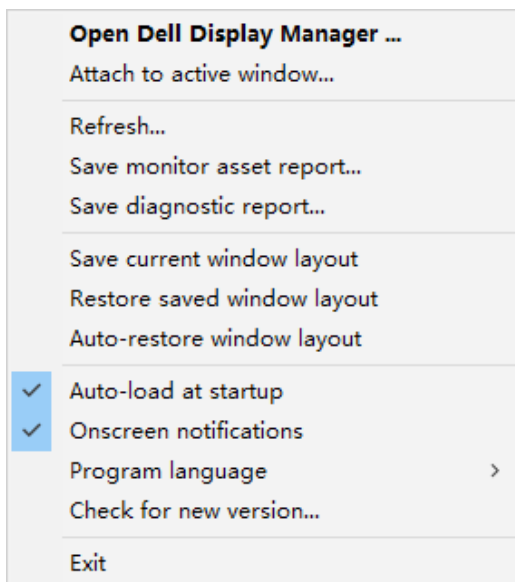 Open Dell Display Manager ...
Attach to active window...
Refresh...
Save monitor asset report...
Save diagnostic report...
Save current window layout
Restore saved window layout
Auto-restore window layout
Auto-load at startup
Onscreen notifications
Program language
Check for new version...
Exit